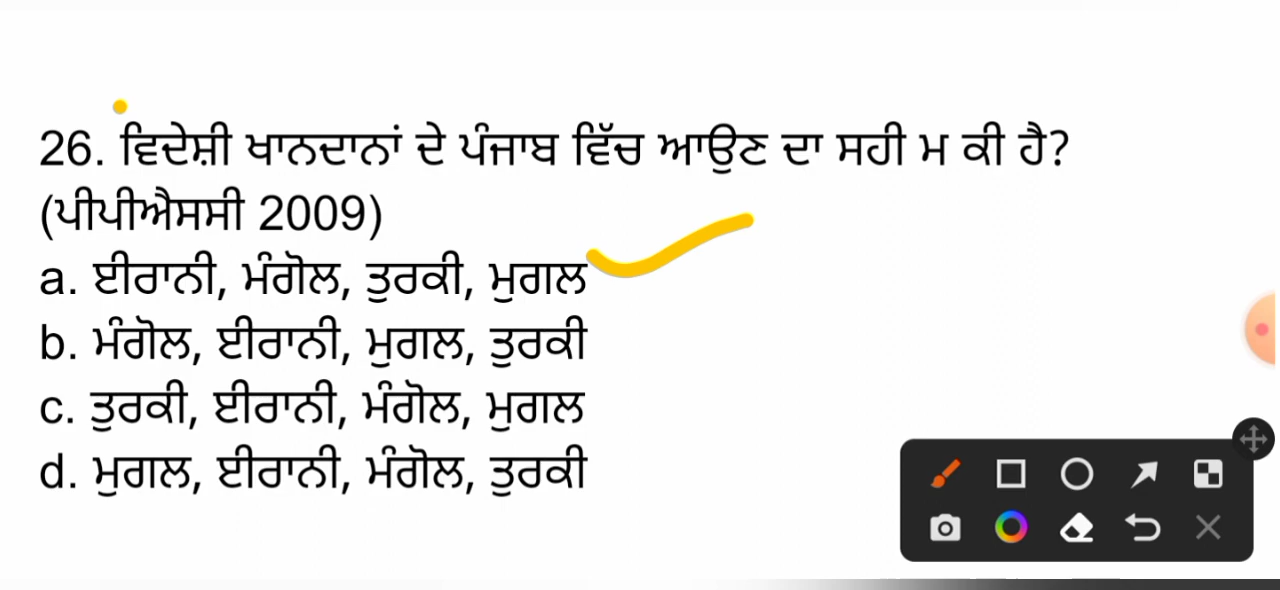 26. ਵਿਦੇਸ਼ੀ ਖਾਨਦਾਨਾਂ ਦੇ ਪੰਜਾਬ ਵਿੱਚ ਆਉਣ ਦਾ ਸਹੀ ਮ ਕੀ ਹੈ?
(ਪੀਪੀਐਸਸੀ 2009)
a. ਈਰਾਨੀ, ਮੰਗੋਲ, ਤੁਰਕੀ, ਮੁਗਲ
b. ਮੰਗੋਲ, ਈਰਾਨੀ, ਮੁਗਲ, ਤੁਰਕੀ
c. ਤੁਰਕੀ, ਈਰਾਨੀ, ਮੰਗੋਲ, ਮੁਗਲ
d. ਮੁਗਲ, ਈਰਾਨੀ, ਮੰਗੋਲ, ਤੁਰਕੀ